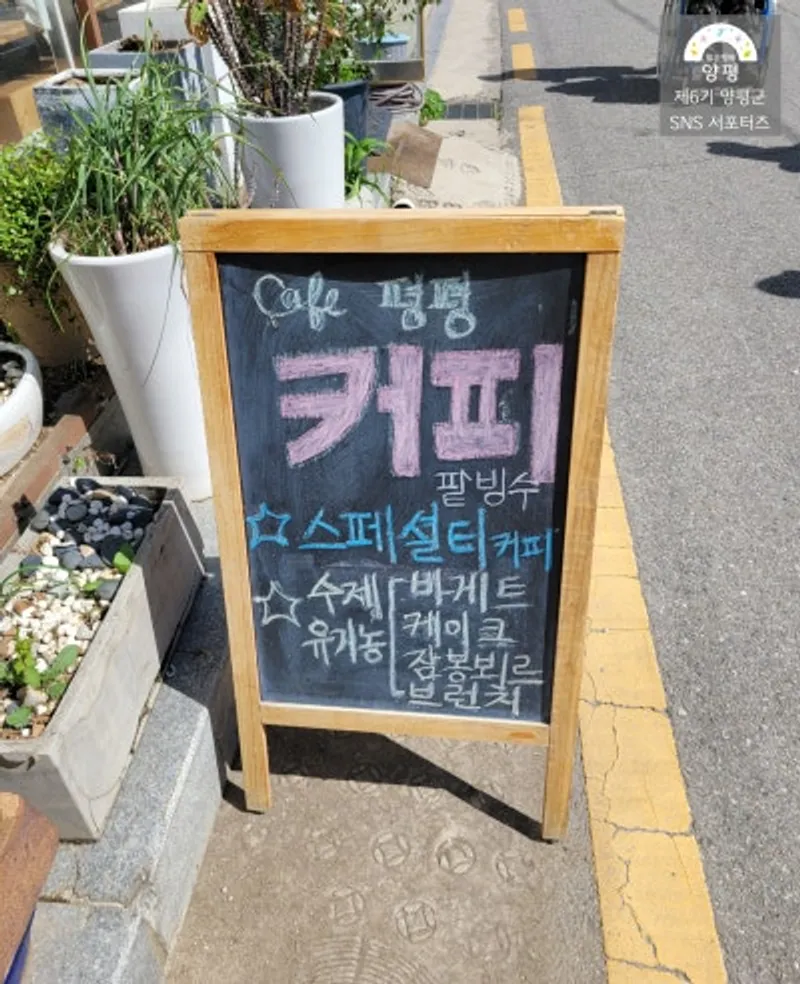 양평
제6기 양평군
SNS 서포터즈
Cafe 평평
커피
팥빙수
☆ 스페셜티 커피
☆ 수제 바게트
유기농 케이크
잠봉뵈르
브런치